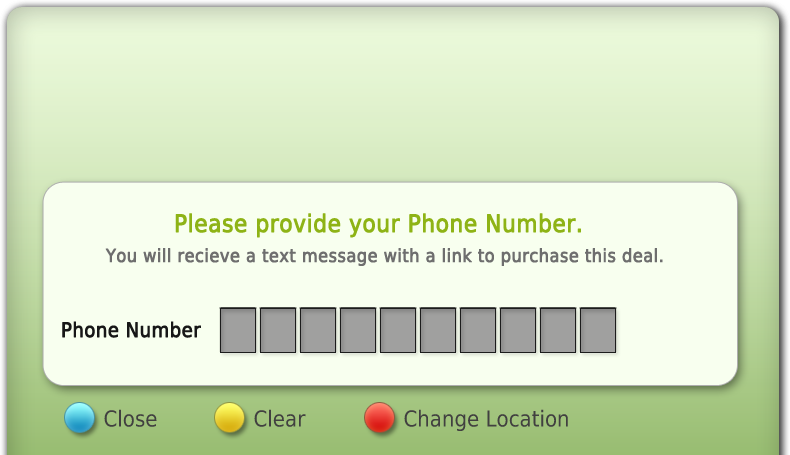 Please provide your Phone Number.
You will recieve a text message with a link to purchase this deal.
Phone Number
Close Clear Change Location